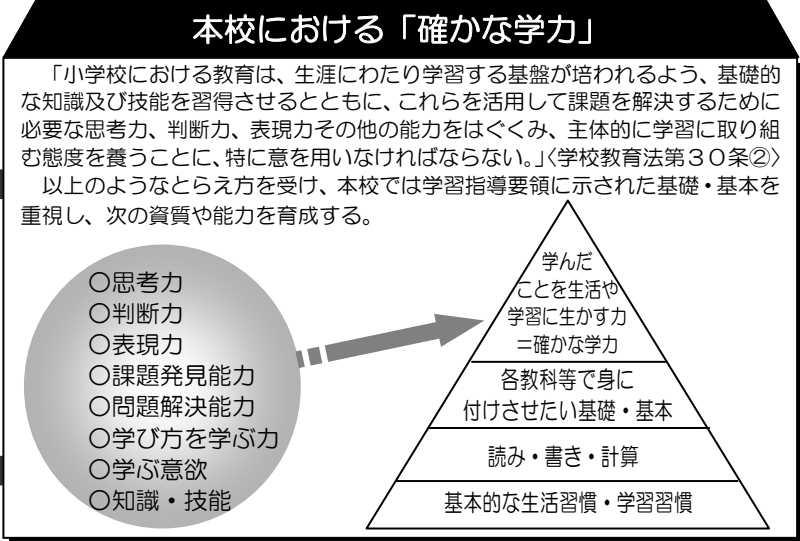 本校における「確かな学力」
「小学校における教育は、生涯にわたり学習する基盤が培われるよう、基礎的
な知識及び技能を習得させるとともに、これらを活用して課題を解決するために
必要な思考力、判断力、表現力その他の能力をはぐくみ、主体的に学習に取り組
む態度を養うことに、特に意を用いなければならない。」〈学校教育法第３０条②〉
以上のようなとらえ方を受け、本校では学習指導要領に示された基礎・基本を
重視し、次の資質や能力を育成する。
○思考力
○判断力
○表現力
○課題発見能力
○問題解決能力
○学び方を学ぶ力
○学ぶ意欲
○知識・技能
学んだ
ことを生活や
学習に生かす力
＝確かな学力
各教科等で身に
付けさせたい基礎・基本
読み・書き・計算
基本的な生活習慣・学習習慣